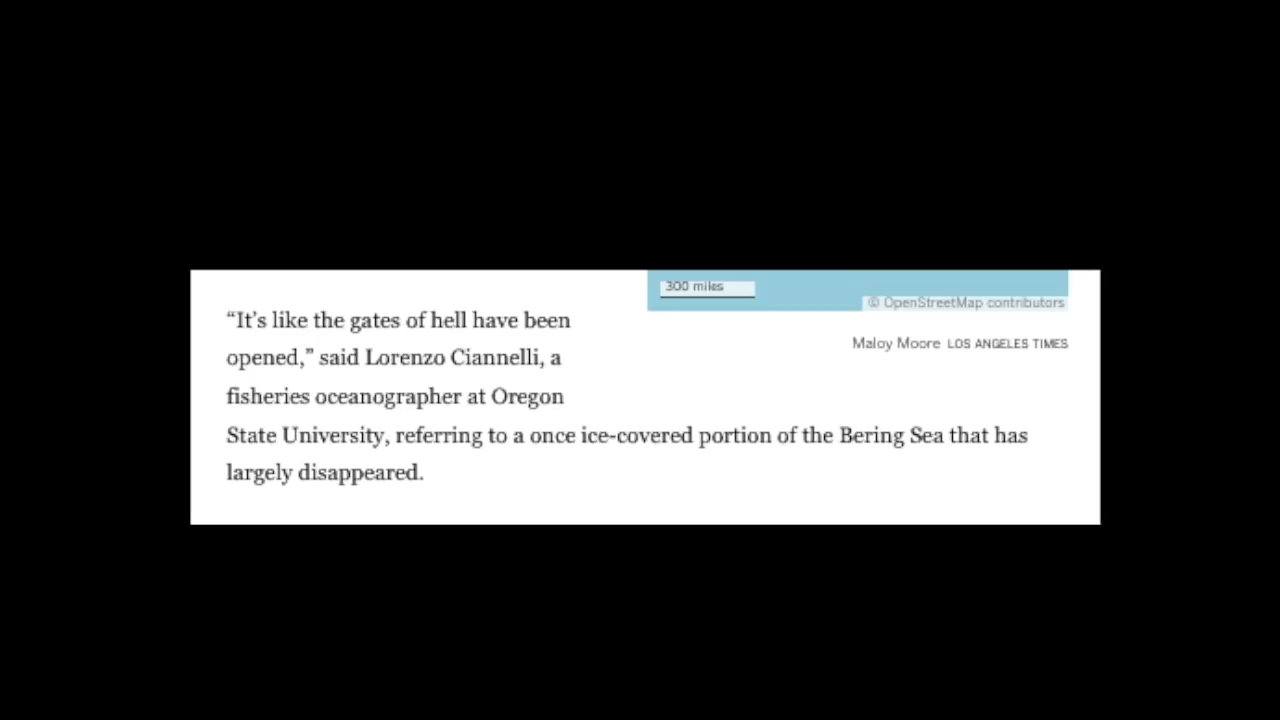 300 miles
© OpenStreetMap contributors
Maloy Moore LOS ANGELES TIMES
“It’s like the gates of hell have been
opened,” said Lorenzo Ciannelli, a
fisheries oceanographer at Oregon
State University, referring to a once ice-covered portion of the Bering Sea that has
largely disappeared.